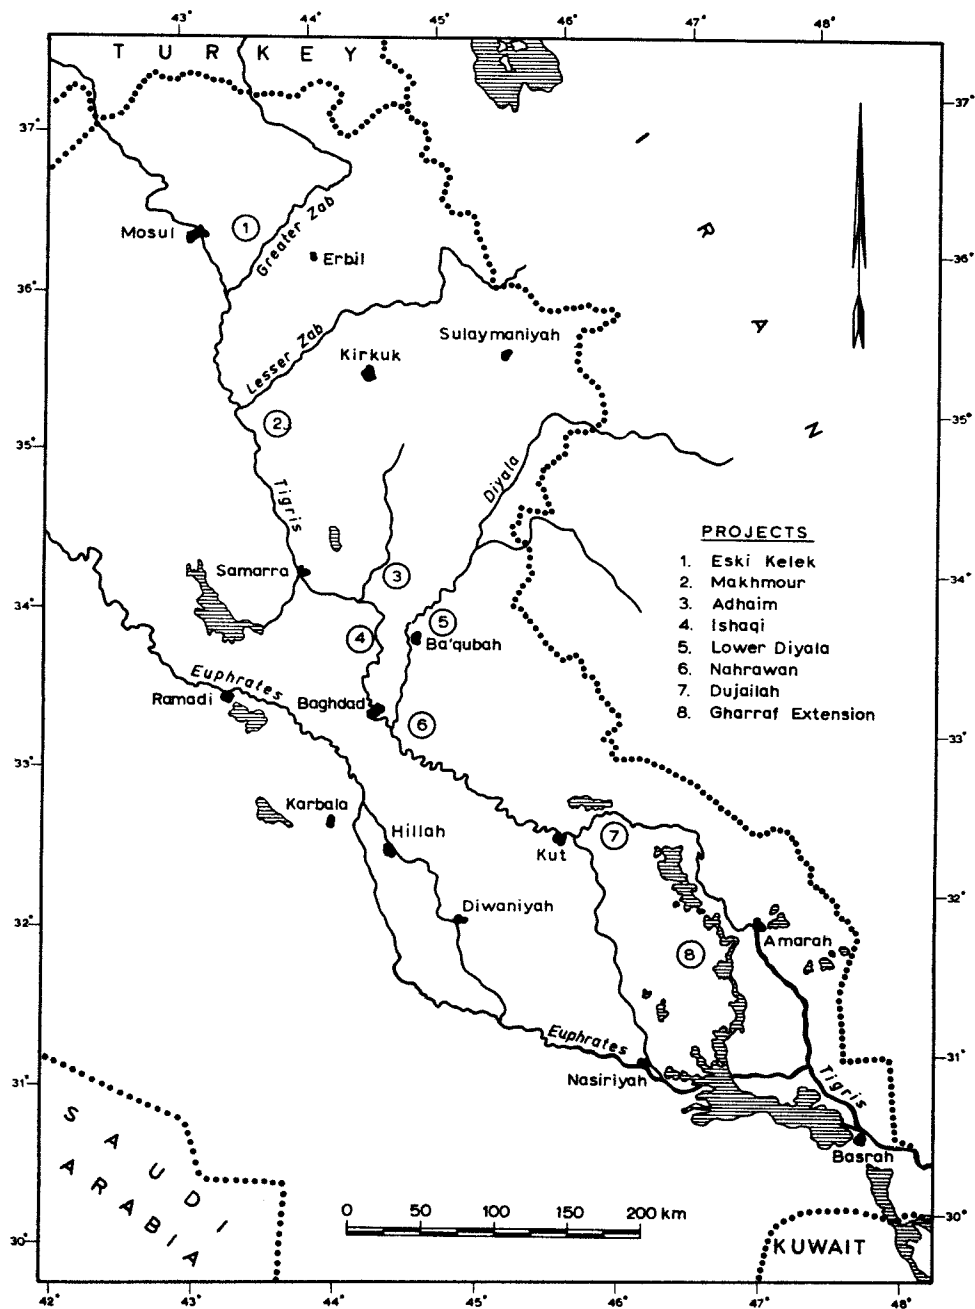 43° 44° 45° 46° 47° 48°
TURKEY
37° 37°
I
R
A
N
Mosul
1
Greater Zab
Erbil
36° 36°
Lesser Zab
Sulaymaniyah
Kirkuk
2.
35° 35°
Diyala
Tigris
PROJECTS
1. Eski Kelek
2. Makhmour
3. Adhaim
4. Ishaqi
5. Lower Diyala
6. Nahrawan
7. Dujailah
8. Gharraf Extension
Samarra
3
34° 34°
4
5
Ba'qubah
Euphrates
Ramadi
Baghdad
6
33° 33°
Karbala
Hillah
Kut
7
32° 32°
Diwaniyah
Amarah
8
Euphrates
Nasiriyah
31° 31°
Tigris
Basrah
SAUDI
ARABIA
0 50 100 150 200 km
30° 30°
KUWAIT
42° 43° 44° 45° 46° 47° 48°